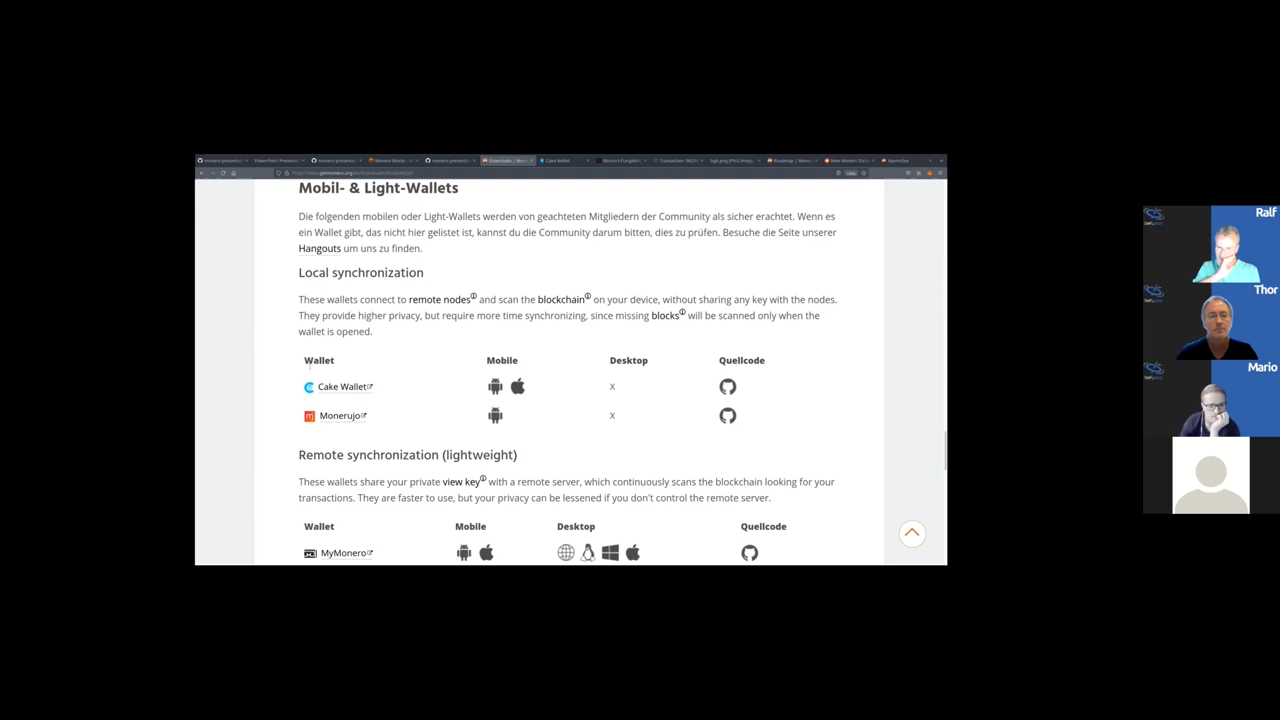 Cake Wallet
Mobil- & Light-Wallets
Die folgenden mobilen oder Light-Wallets werden von geachteten Mitgliedern der Community als sicher erachtet. Wenn es
ein Wallet gibt, das nicht hier gelistet ist, kannst du die Community darum bitten, dies zu prüfen. Besuche die Seite unserer
Hangouts um uns zu finden.
Local synchronization
These wallets connect to remote nodes and scan the blockchain on your device, without sharing any key with the nodes.
They provide higher privacy, but require more time synchronizing, since missing blocks will be scanned only when the
wallet is opened.
Wallet Mobile Desktop Quellcode
Cake Wallet X
Monerujo X
Remote synchronization (lightweight)
These wallets share your private view key with a remote server, which continuously scans the blockchain looking for your
transactions. They are faster to use, but your privacy can be lessened if you don't control the remote server.
Wallet Mobile Desktop Quellcode
MyMonero
Ralf
Thor
Mario